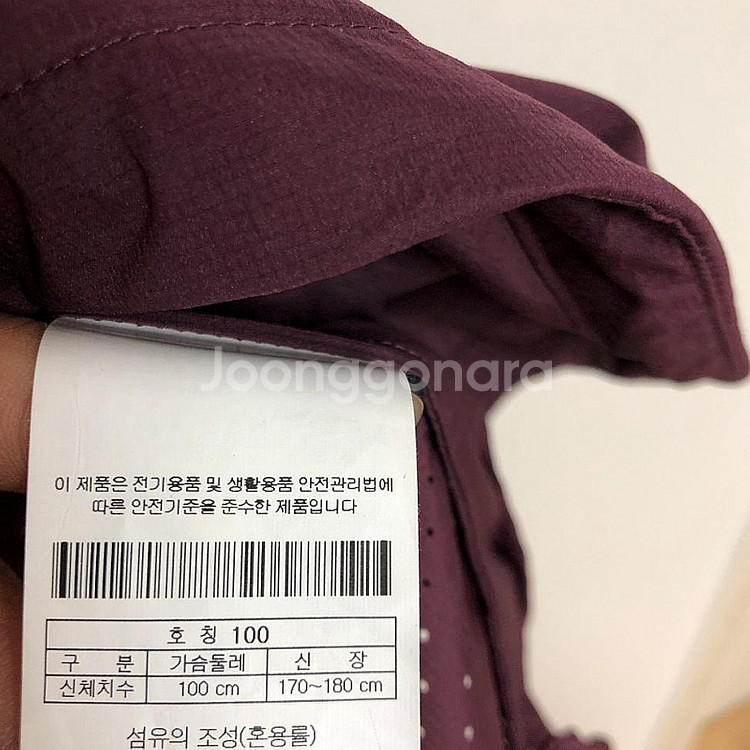 Joonggonara
이 제품은 전기용품 및 생활용품 안전관리법에
따른 안전기준을 준수한 제품입니다
호 칭 100
구 분 가슴둘레 신 장
신체치수 100 cm 170~180 cm
섬유의 조성(혼용률)